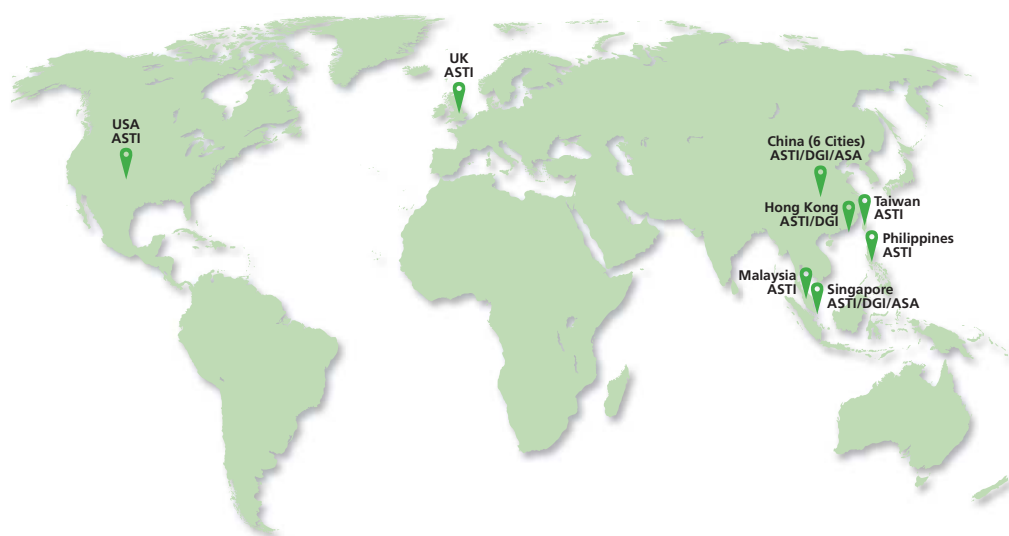 UK
ASTI
USA
ASTI
China (6 Cities)
ASTI/DGI/ASA
Hong Kong
ASTI/DGI
Taiwan
ASTI
Philippines
ASTI
Malaysia
ASTI
Singapore
ASTI/DGI/ASA